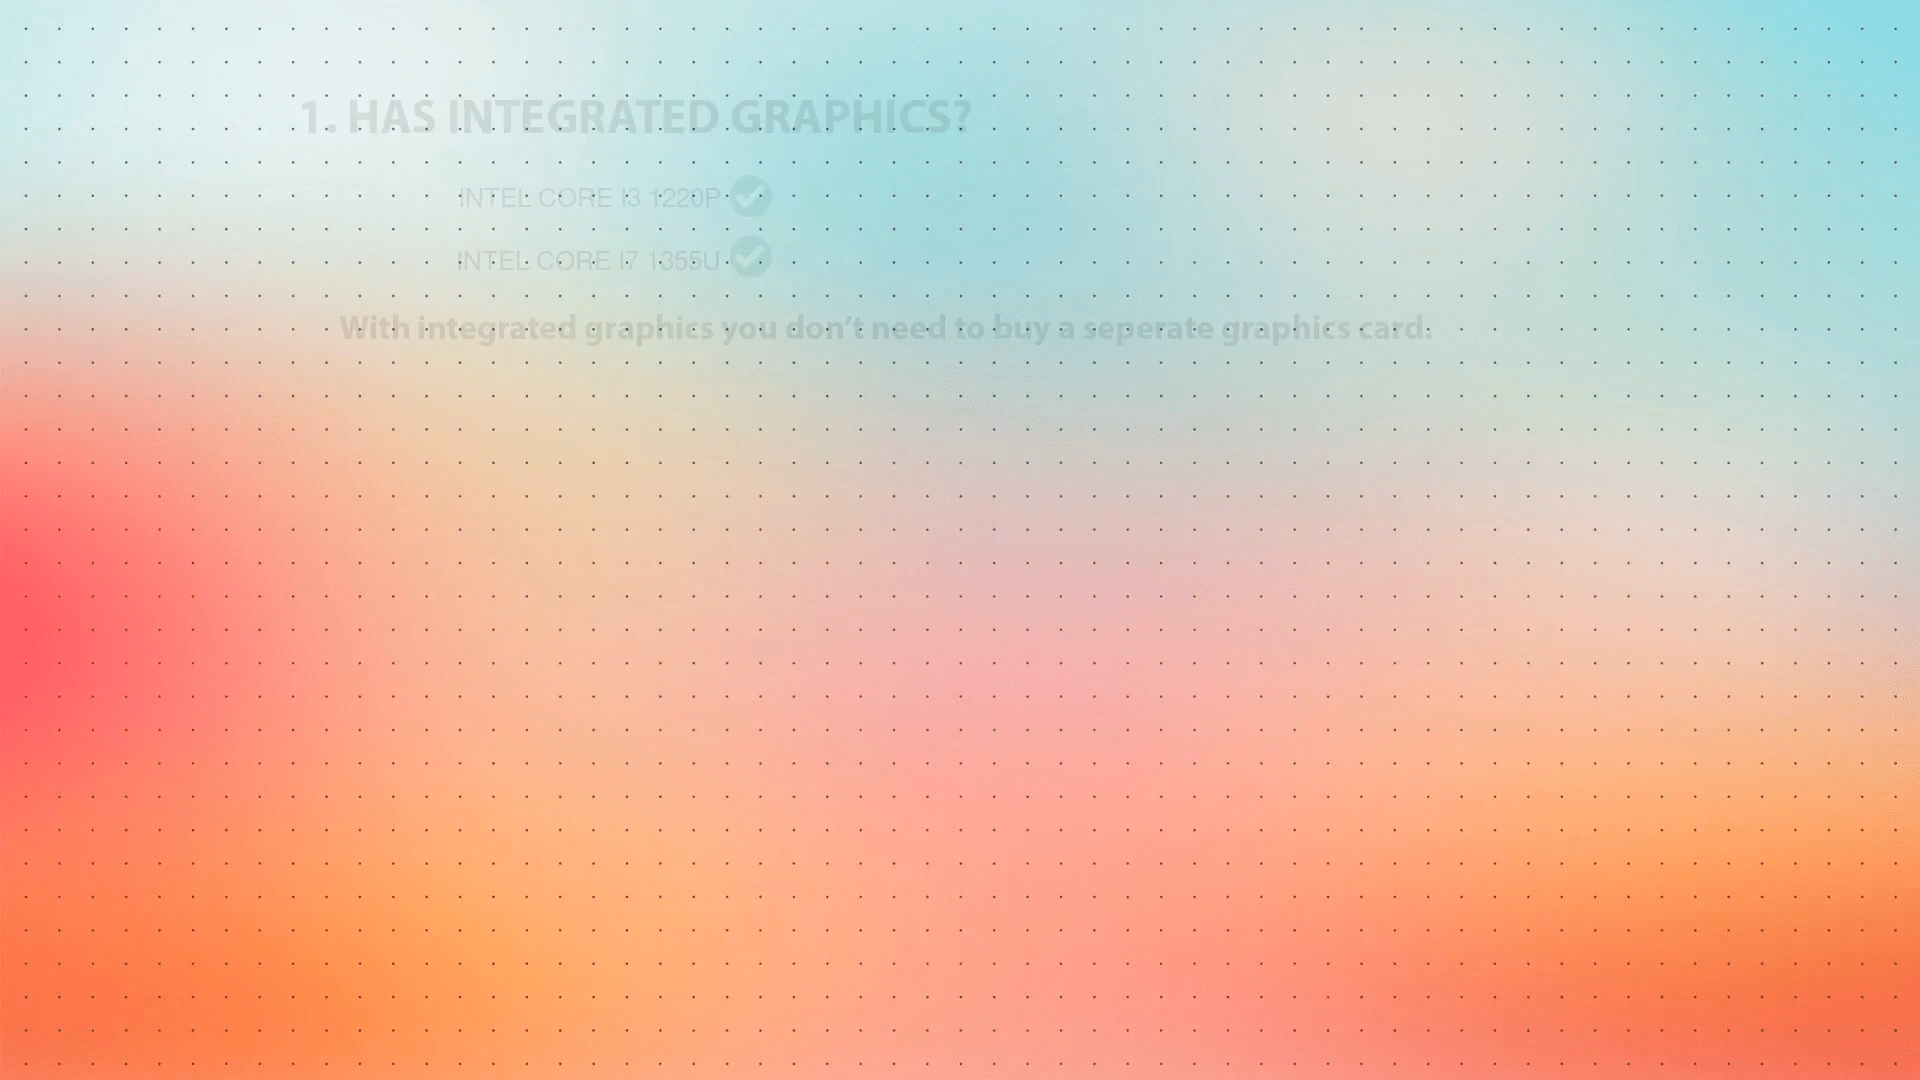 1. HAS INTEGRATED GRAPHICS?
INTEL CORE I3 1220P
INTEL CORE I7 1355U
With integrated graphics you don’t need to buy a seperate graphics card.